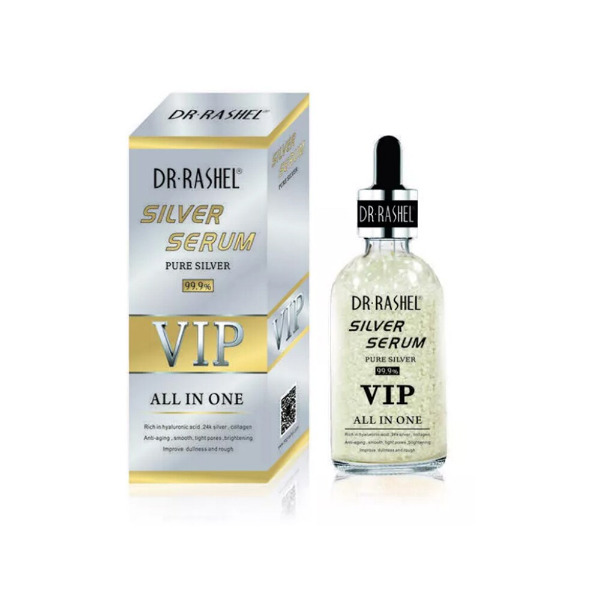 DR·RASHEL®
DR·RASHEL®
SILVER
SERUM
PURE SILVER
99.9%
VIP
ALL IN ONE
Rich in hyaluronic acid, 24k silver, collagen
Anti-aging, smooth, tight pores, brightening
Improve dullness and rough
SILVER
SERUM
PURE SILVER
VIP
DR·RASHEL
DR·RASHEL®
SILVER
SERUM
PURE SILVER
99.9%
VIP
ALL IN ONE
Rich in hyaluronic acid, 24k silver, collagen
Anti-aging, smooth, tight pores, brightening
Improve dullness and rough